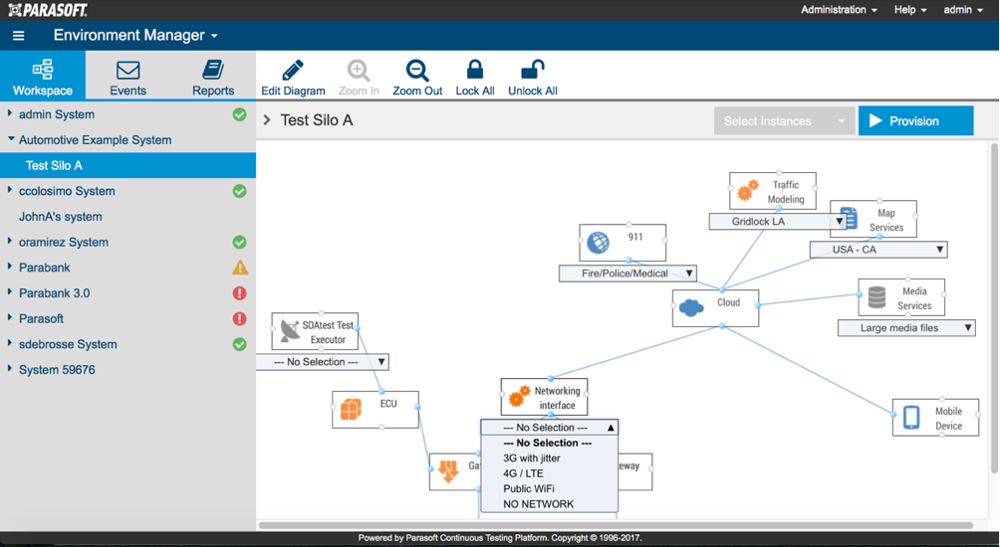 PARASOFT.
Administration Help admin
Environment Manager
Workspace Events Reports
Edit Diagram Zoom In Zoom Out Lock All Unlock All
Test Silo A
Select Instances Provision
admin System
Automotive Example System
Test Silo A
ccolosimo System
JohnA's system
oramirez System
Parabank
Parabank 3.0
Parasoft
sdebrosse System
System 59676
Traffic
Modeling
Gridlock LA
Map
Services
USA - CA
911
Fire/Police/Medical
Cloud
Media
Services
Large media files
SOAtest Test
Executor
--- No Selection ---
ECU
Networking
interface
--- No Selection ---
--- No Selection ---
3G with jitter
4G / LTE
Public WiFi
NO NETWORK
Mobile
Device
Powered by Parasoft Continuous Testing Platform. Copyright © 1996-2017.